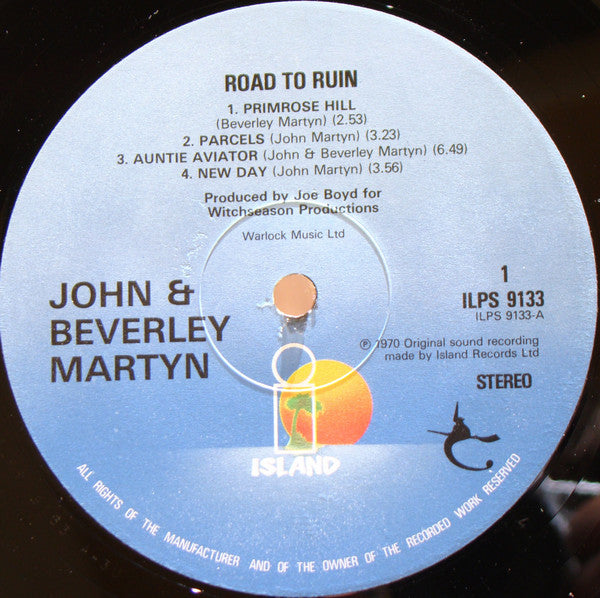 ROAD TO RUIN
1. PRIMROSE HILL
(Beverley Martyn) (2.53)
2. PARCELS (John Martyn) (3.23)
3. AUNTIE AVIATOR (John & Beverley Martyn) (6.49)
4. NEW DAY (John Martyn) (3.56)
Produced by Joe Boyd for
Witchseason Productions
Warlock Music Ltd
JOHN &
BEVERLEY
MARTYN
1
ILPS 9133
ILPS 9133-A
℗ 1970 Original sound recording
made by Island Records Ltd
STEREO
ISLAND
ALL RIGHTS OF THE MANUFACTURER AND OF THE OWNER OF THE RECORDED WORK RESERVED